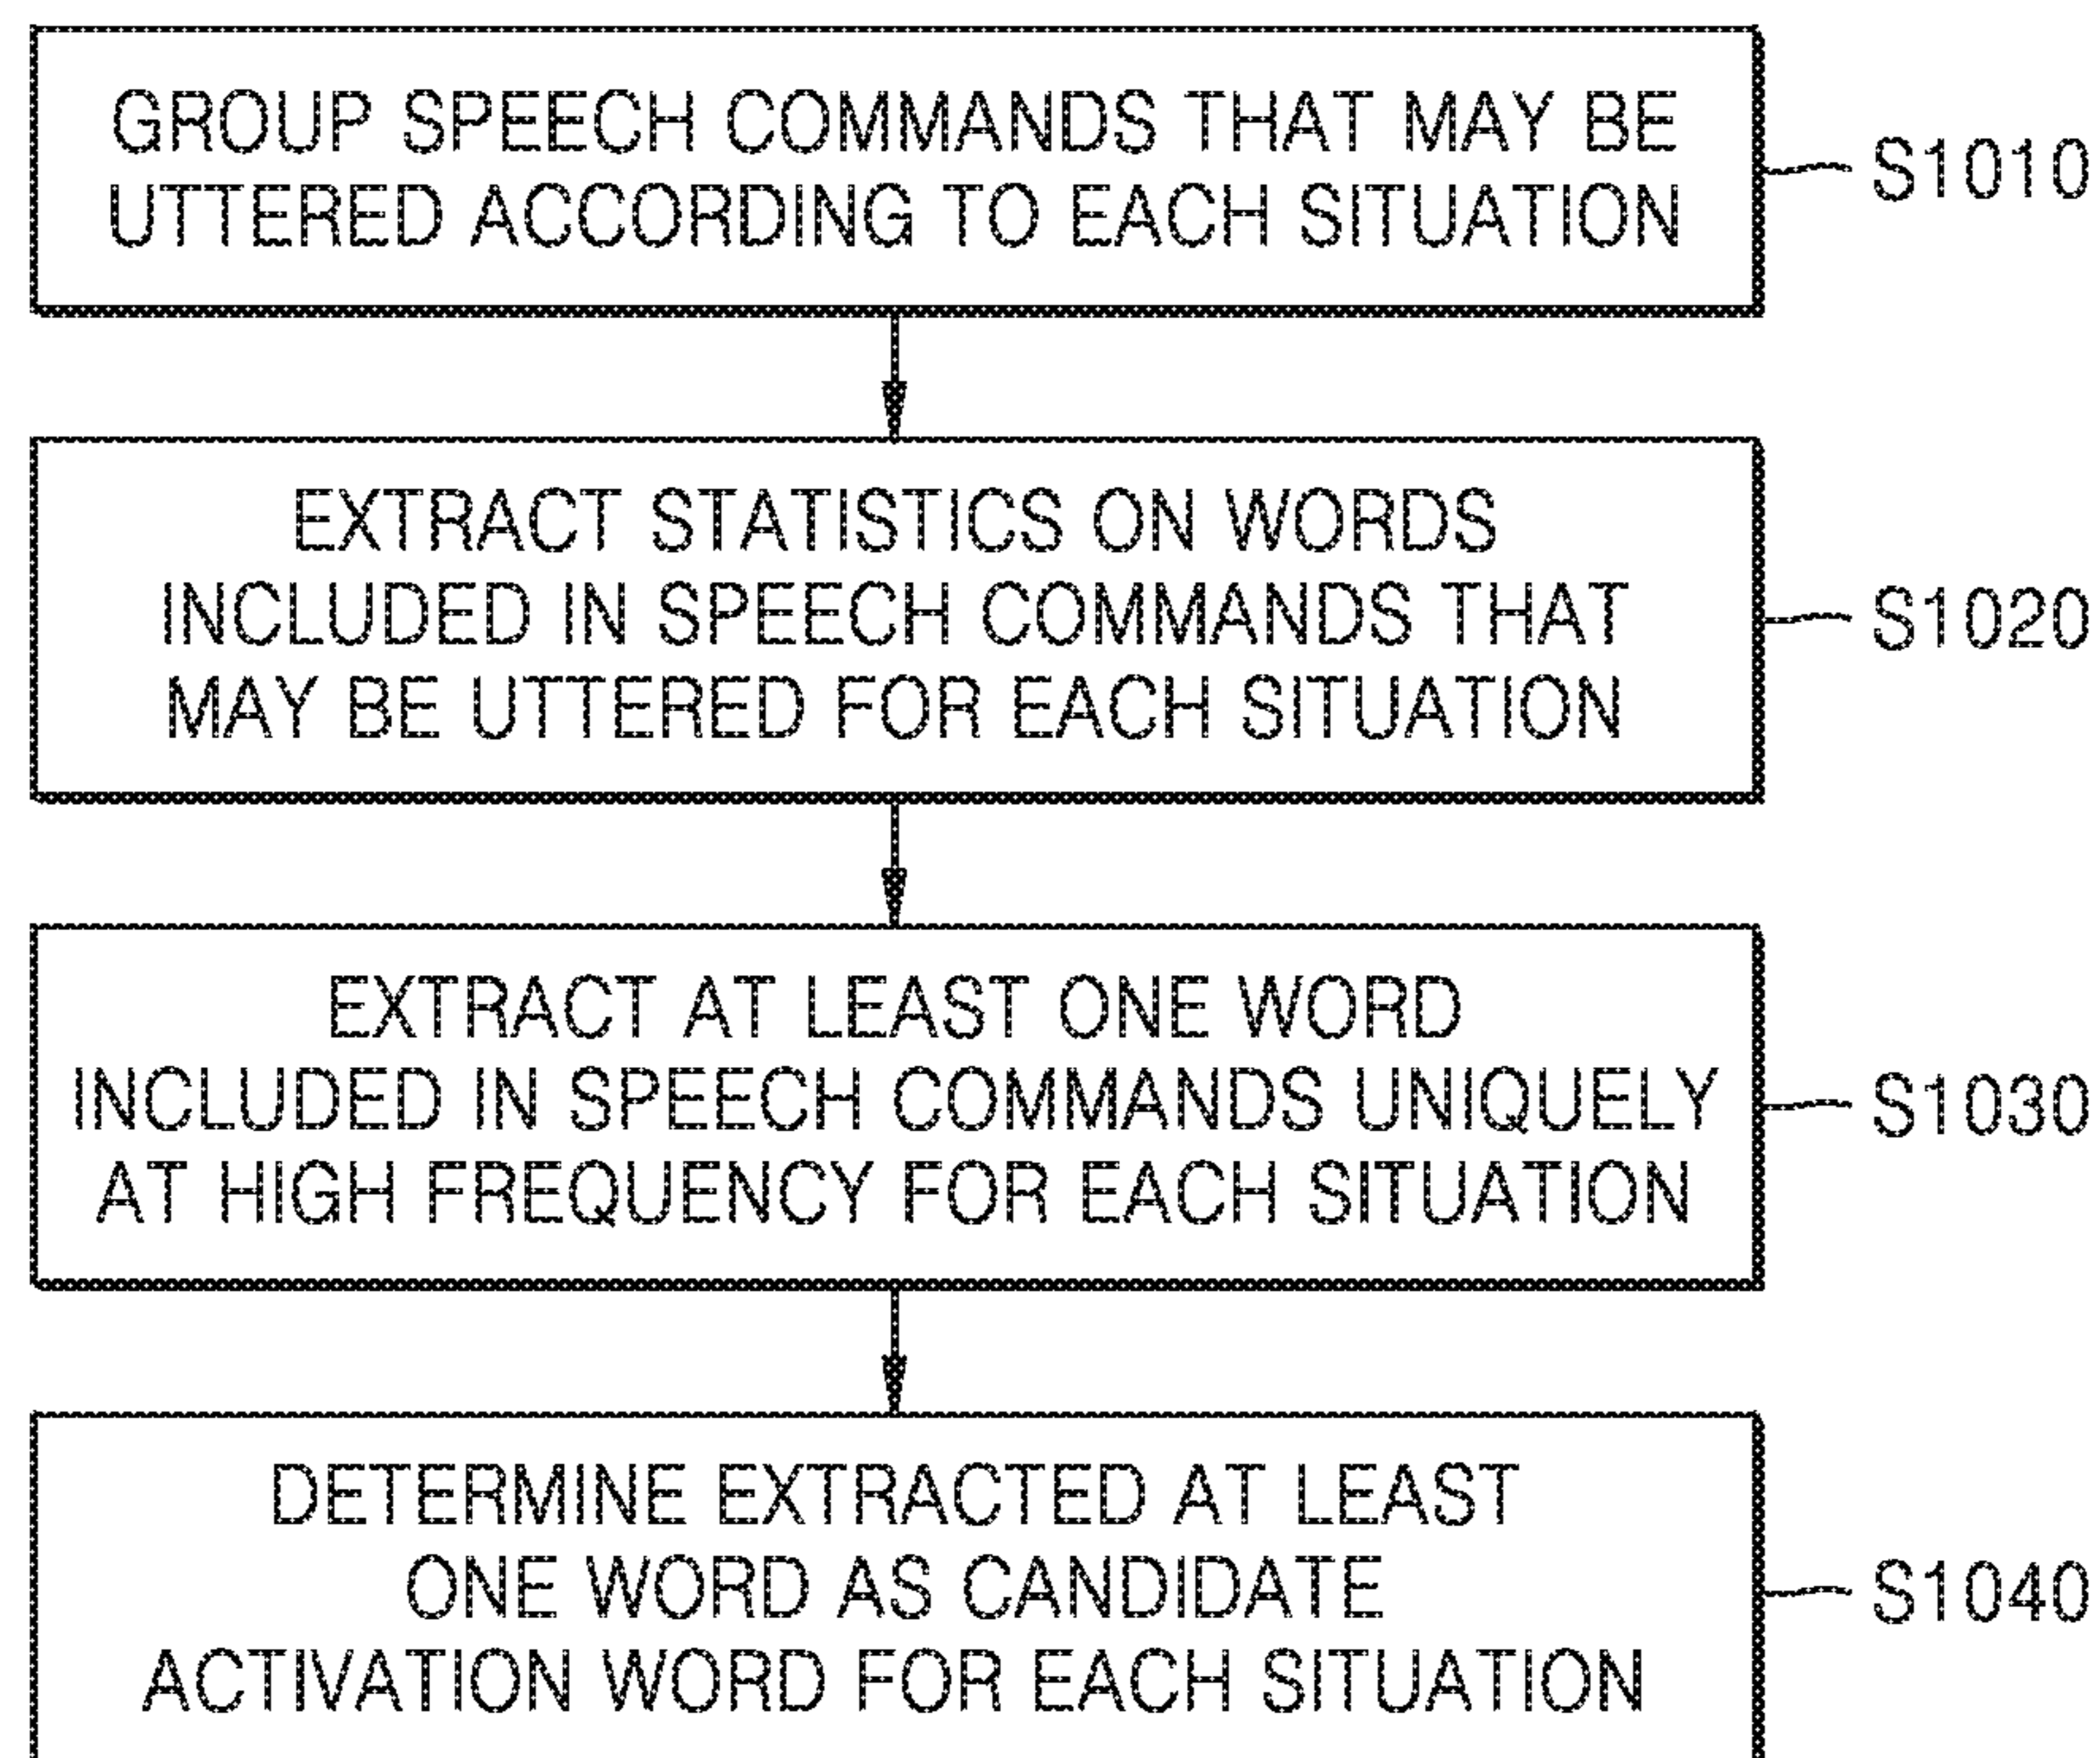 GROUP SPEECH COMMANDS THAT MAY BE
UTTERED ACCORDING TO EACH SITUATION
S1010
EXTRACT STATISTICS ON WORDS
INCLUDED IN SPEECH COMMANDS THAT
MAY BE UTTERED FOR EACH SITUATION
S1020
EXTRACT AT LEAST ONE WORD
INCLUDED IN SPEECH COMMANDS UNIQUELY
AT HIGH FREQUENCY FOR EACH SITUATION
S1030
DETERMINE EXTRACTED AT LEAST
ONE WORD AS CANDIDATE
ACTIVATION WORD FOR EACH SITUATION
S1040